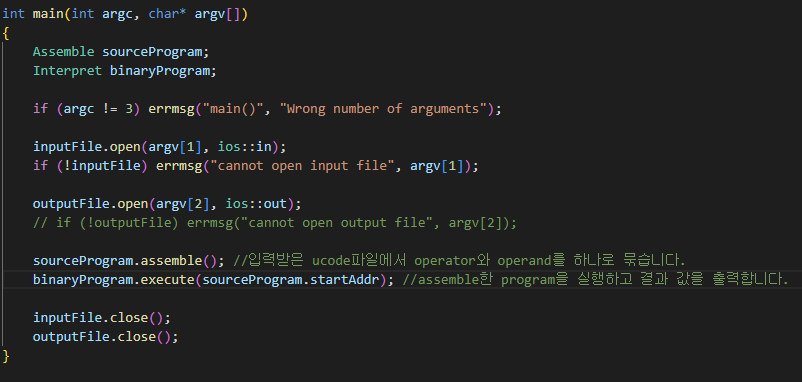 int main(int argc, char* argv[])
{
    Assemble sourceProgram;
    Interpret binaryProgram;
    if (argc != 3) errmsg("main()", "Wrong number of arguments");
    inputFile.open(argv[1], ios::in);
    if (!inputFile) errmsg("cannot open input file", argv[1]);
    outputFile.open(argv[2], ios::out);
    // if (!outputFile) errmsg("cannot open output file", argv[2]);
    sourceProgram.assemble(); //입력받은 ucode파일에서 operator와 operand를 하나로 묶습니다.
    binaryProgram.execute(sourceProgram.startAddr); //assemble한 program을 실행하고 결과 값을 출력합니다.
    inputFile.close();
    outputFile.close();
}